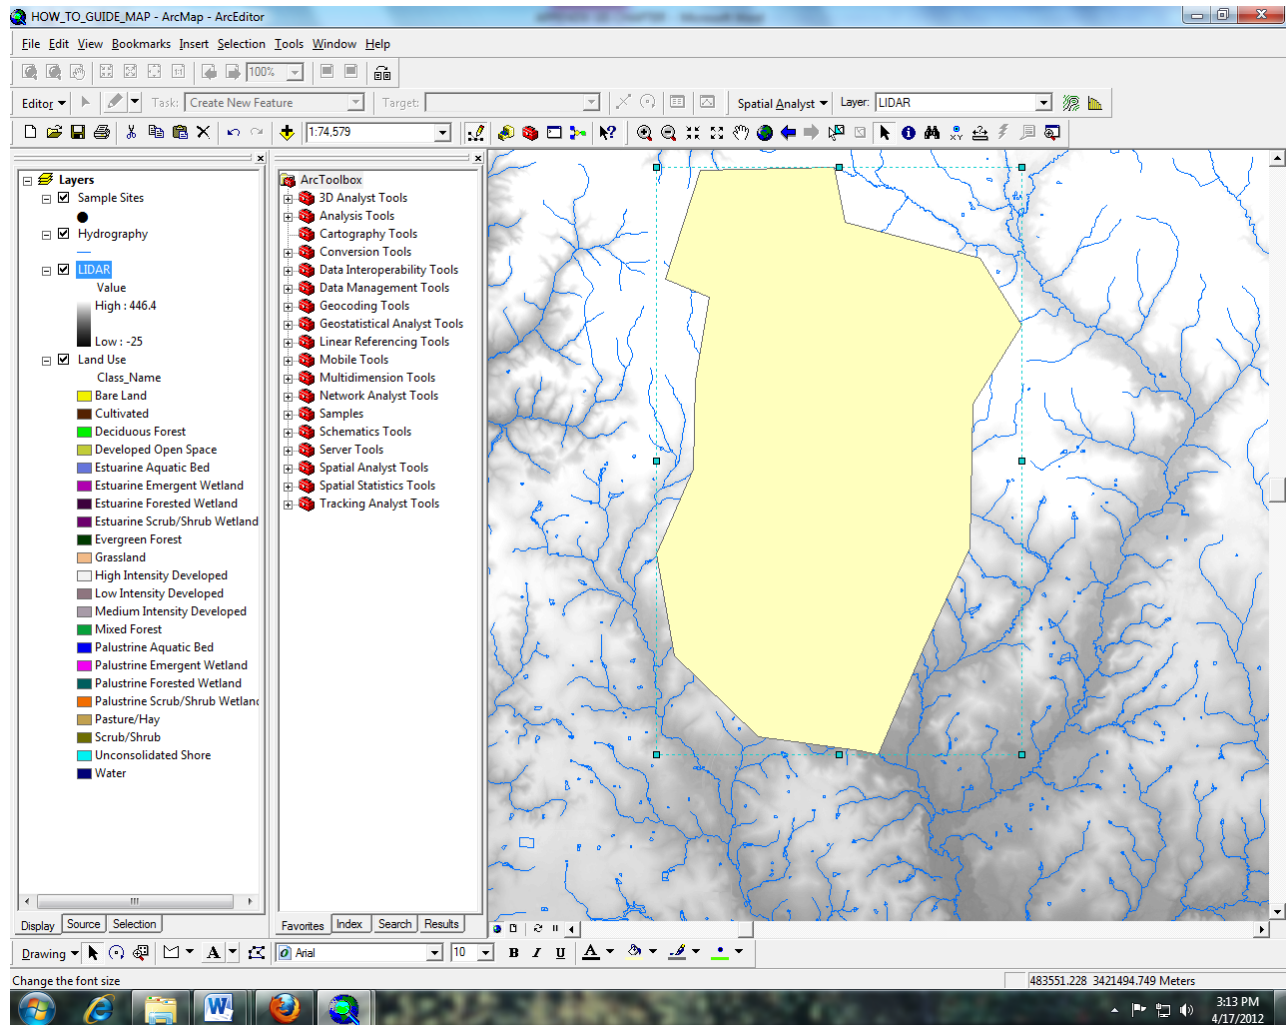 HOW_TO_GUIDE_MAP - ArcMap - ArcEditor
File Edit View Bookmarks Insert Selection Tools Window Help
100%
Editor Task: Create New Feature Target: Spatial Analyst Layer: LIDAR
1:74,579
Layers
Sample Sites
Hydrography
LIDAR
Value
High : 446.4
Low : -25
Land Use
Class_Name
Bare Land
Cultivated
Deciduous Forest
Developed Open Space
Estuarine Aquatic Bed
Estuarine Emergent Wetland
Estuarine Forested Wetland
Estuarine Scrub/Shrub Wetland
Evergreen Forest
Grassland
High Intensity Developed
Low Intensity Developed
Medium Intensity Developed
Mixed Forest
Palustrine Aquatic Bed
Palustrine Emergent Wetland
Palustrine Forested Wetland
Palustrine Scrub/Shrub Wetland
Pasture/Hay
Scrub/Shrub
Unconsolidated Shore
Water
Display Source Selection
ArcToolbox
3D Analyst Tools
Analysis Tools
Cartography Tools
Conversion Tools
Data Interoperability Tools
Data Management Tools
Geocoding Tools
Geostatistical Analyst Tools
Linear Referencing Tools
Mobile Tools
Multidimension Tools
Network Analyst Tools
Samples
Schematics Tools
Server Tools
Spatial Analyst Tools
Spatial Statistics Tools
Tracking Analyst Tools
Favorites Index Search Results
Drawing A Arial 10 B I U A
Change the font size
483551.228 3421494.749 Meters
3:13 PM
4/17/2012